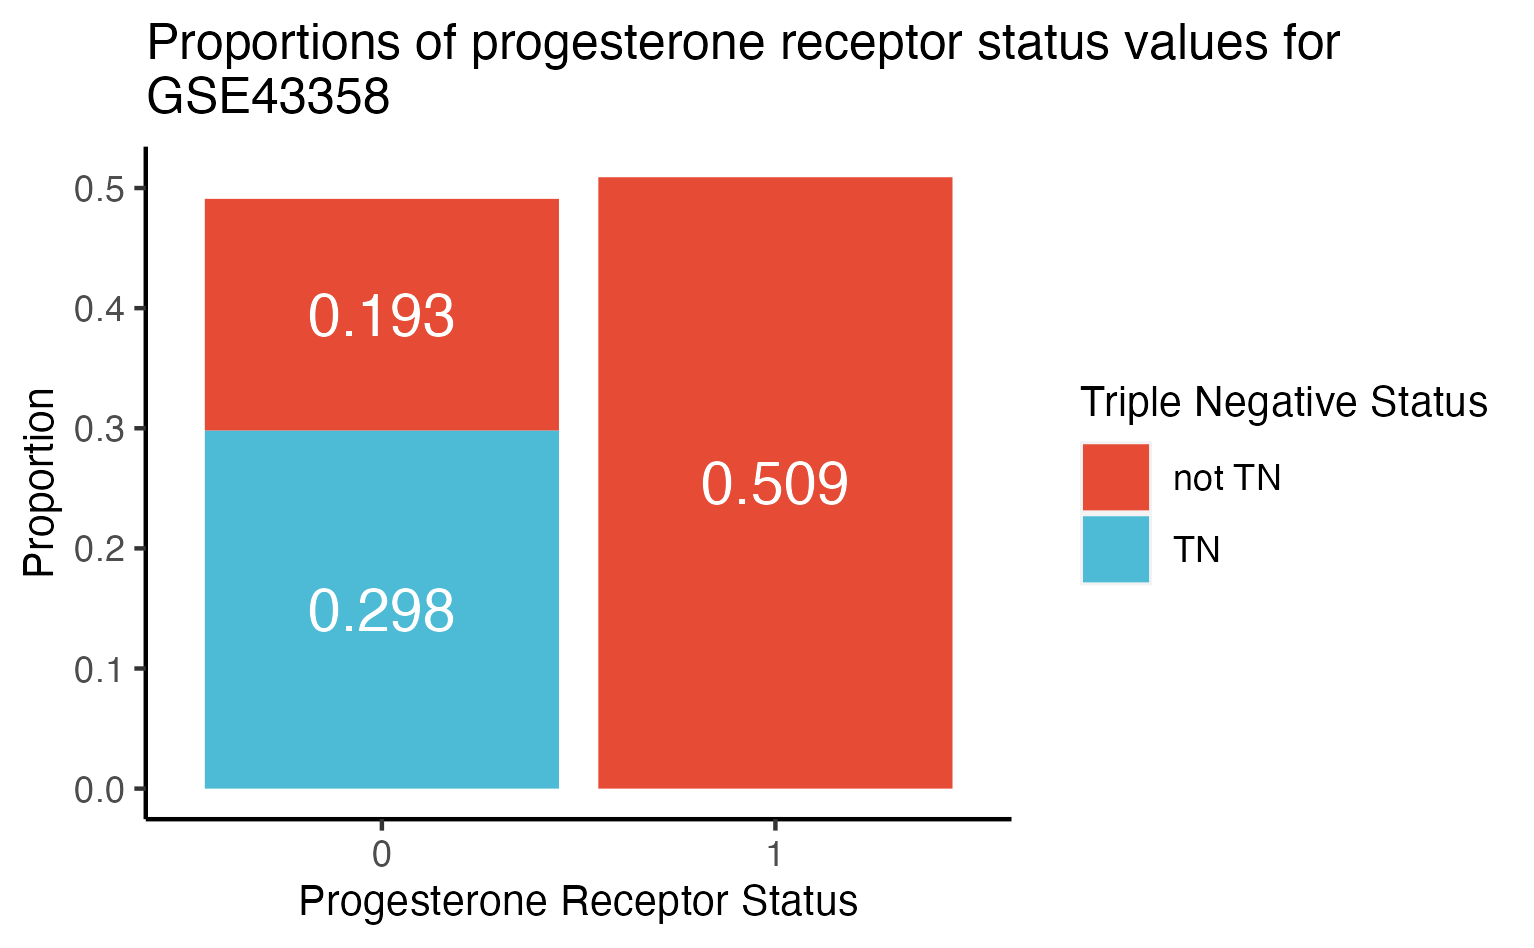 Proportions of progesterone receptor status values for
GSE43358
0.5
0.4
0.3
0.2
0.1
0.0
Proportion
0.193
0.298
0.509
0
1
Progesterone Receptor Status
Triple Negative Status
not TN
TN